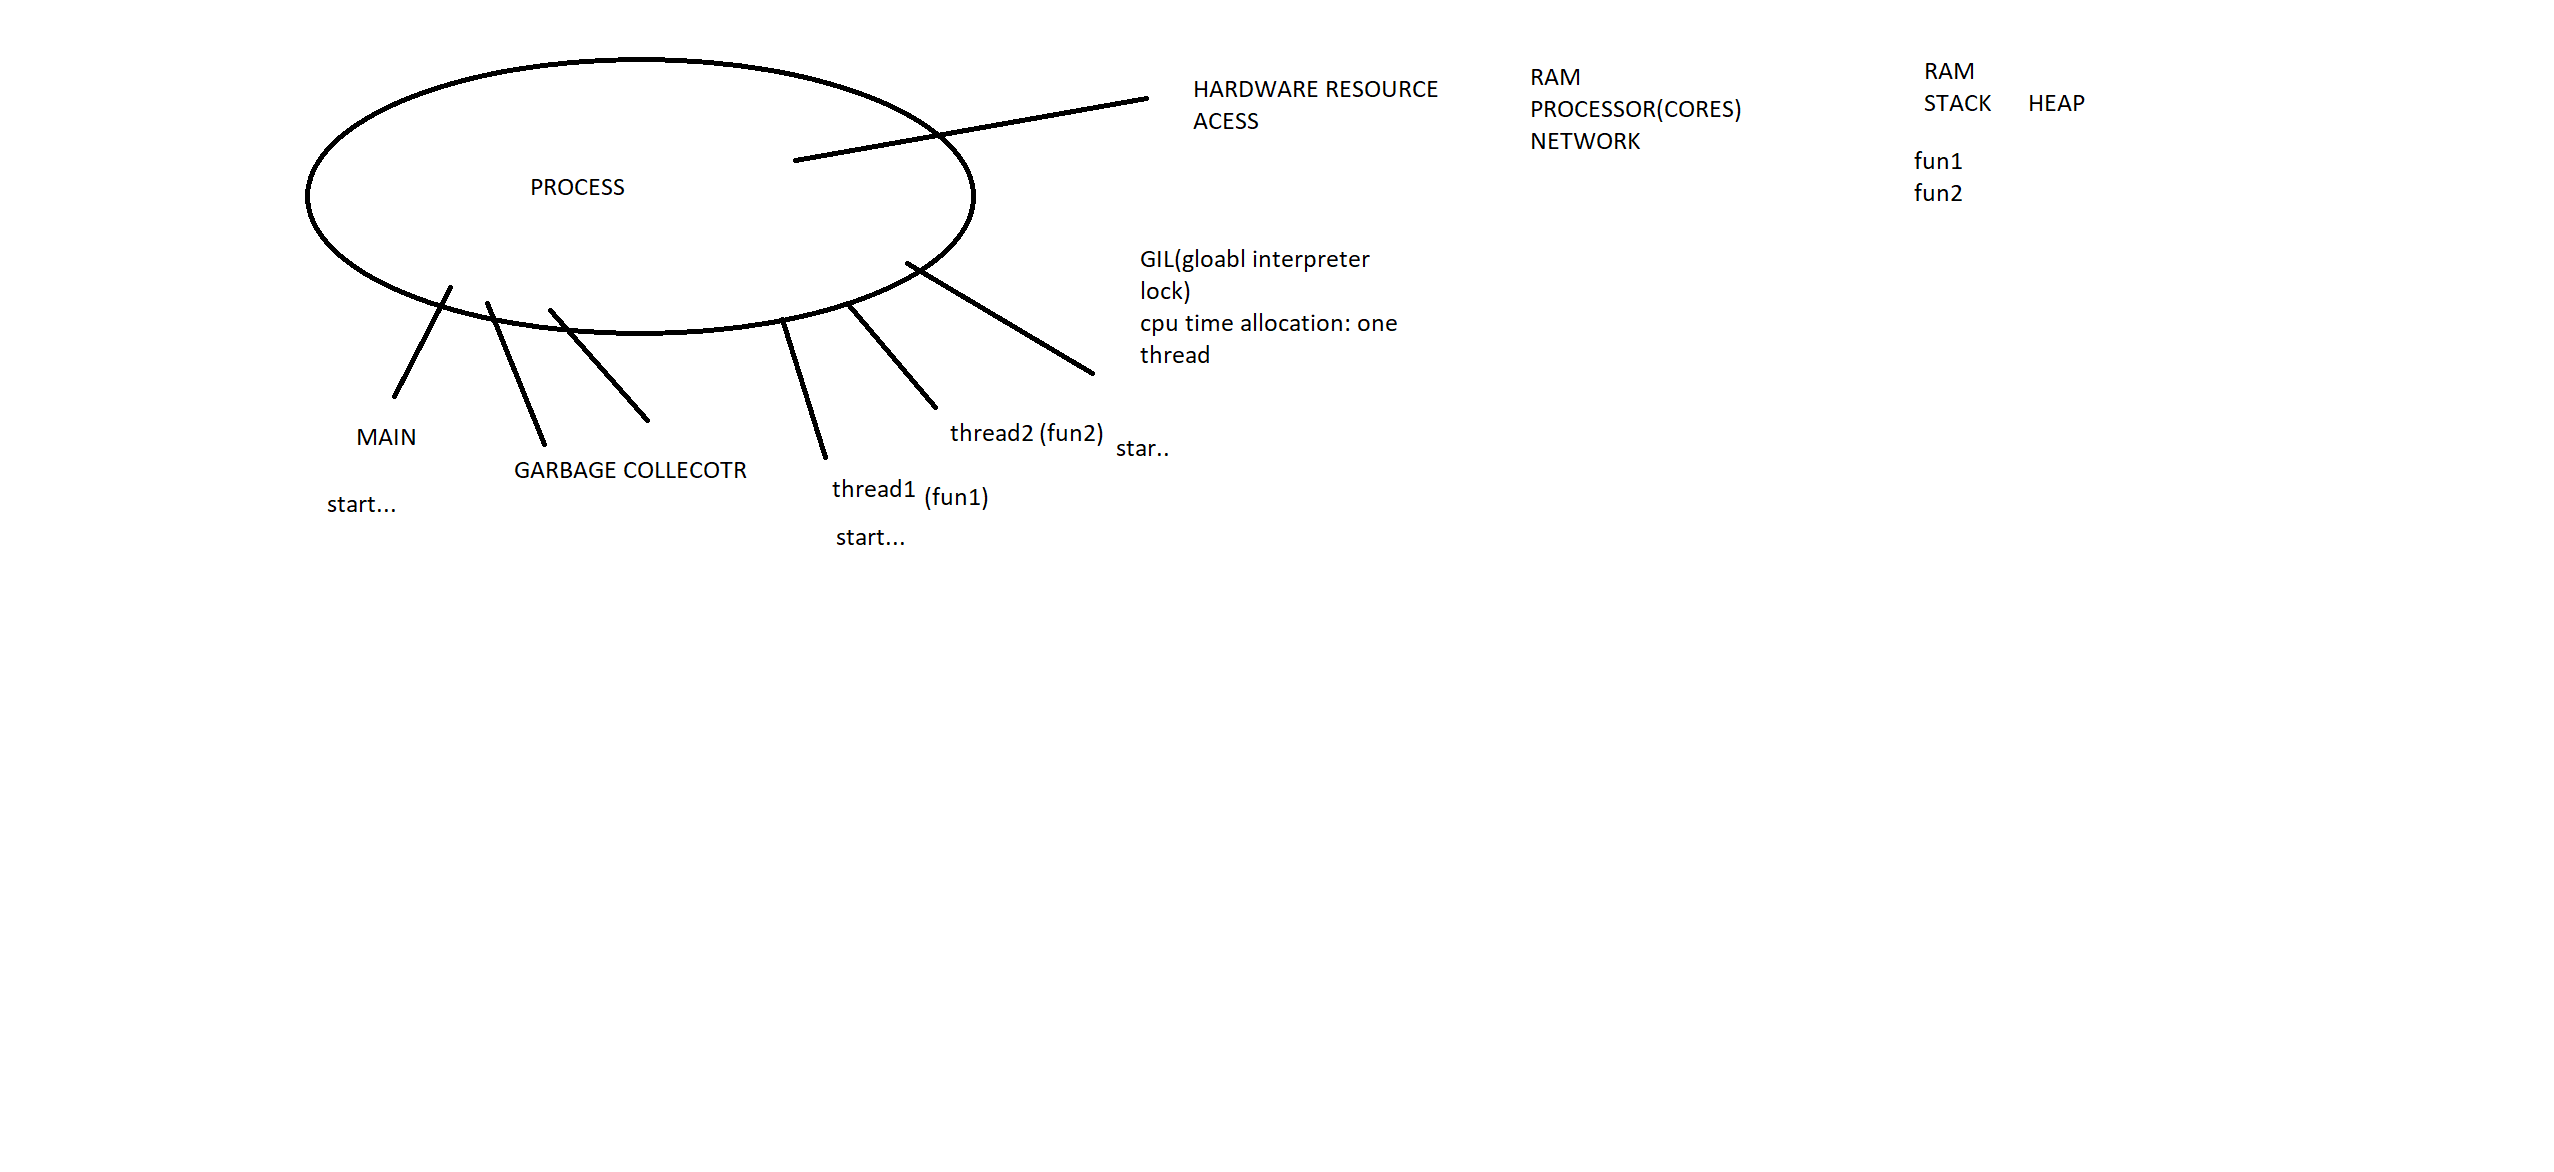 HARDWARE RESOURCE
ACESS
RAM
PROCESSOR(CORES)
NETWORK
RAM
STACK HEAP
fun1
fun2
PROCESS
GIL(gloabl interpreter
lock)
cpu time allocation: one
thread
MAIN
start...
GARBAGE COLLECOTR
thread1 (fun1)
start...
thread2 (fun2)
star..